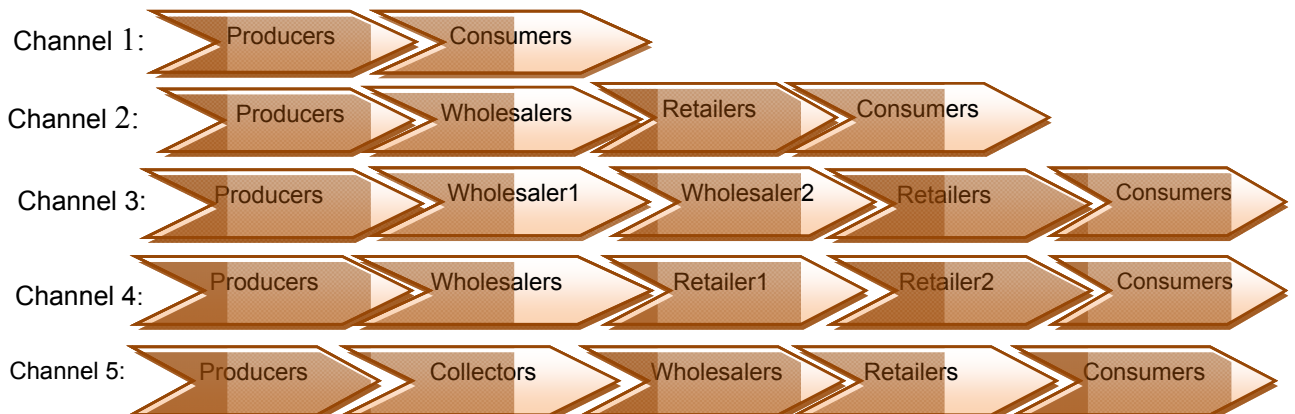 Channel 1: Producers Consumers
Channel 2: Producers Wholesalers Retailers Consumers
Channel 3: Producers Wholesaler1 Wholesaler2 Retailers Consumers
Channel 4: Producers Wholesalers Retailer1 Retailer2 Consumers
Channel 5: Producers Collectors Wholesalers Retailers Consumers